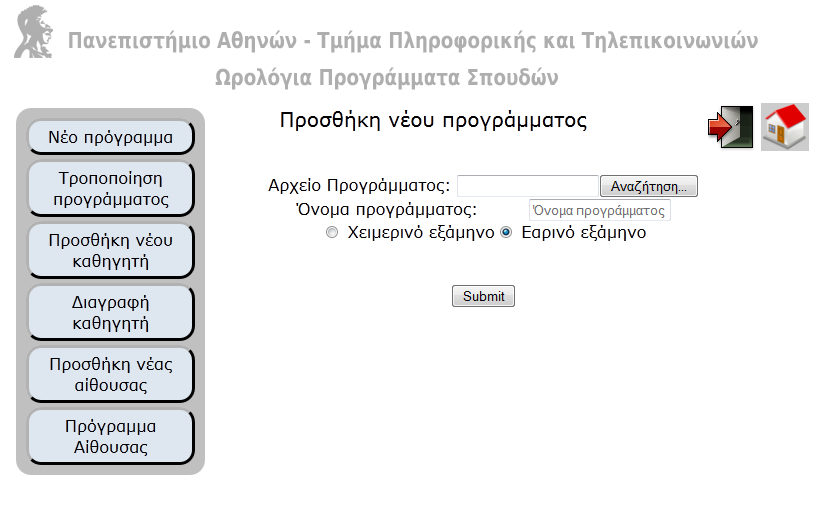 Πανεπιστήμιο Αθηνών - Τμήμα Πληροφορικής και Τηλεπικοινωνιών
Ωρολόγια Προγράμματα Σπουδών
Νέο πρόγραμμα
Τροποποίηση
προγράμματος
Προσθήκη νέου
καθηγητή
Διαγραφή
καθηγητή
Προσθήκη νέας
αίθουσας
Πρόγραμμα
Αίθουσας
Προσθήκη νέου προγράμματος
Αρχείο Προγράμματος: Αναζήτηση...
Όνομα προγράμματος: Όνομα προγράμματος
Χειμερινό εξάμηνο Εαρινό εξάμηνο
Submit